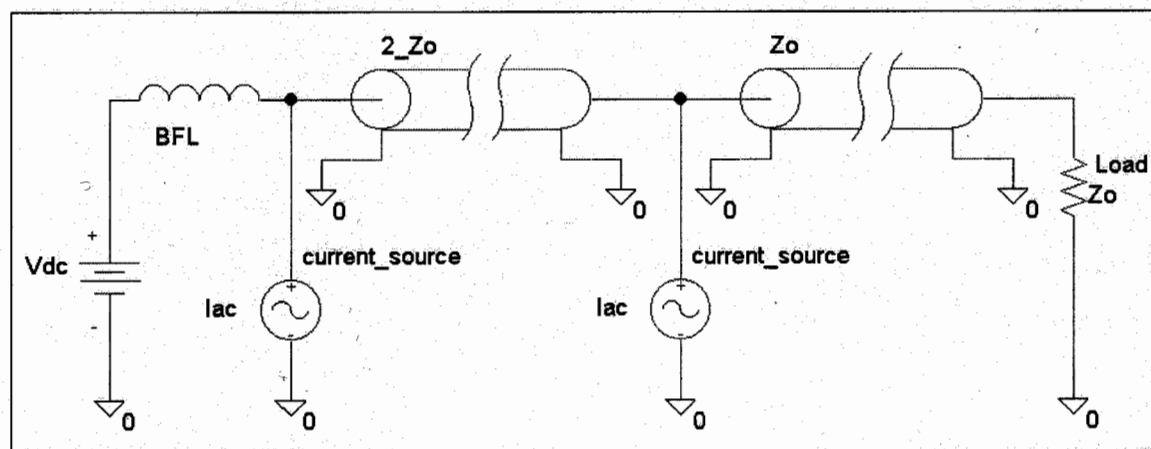 2_Zo
Zo
BFL
0
0
0
0
Load
Zo
current_source
current_source
+
Vdc
-
Iac
+
-
Iac
+
-
0
0
0
0